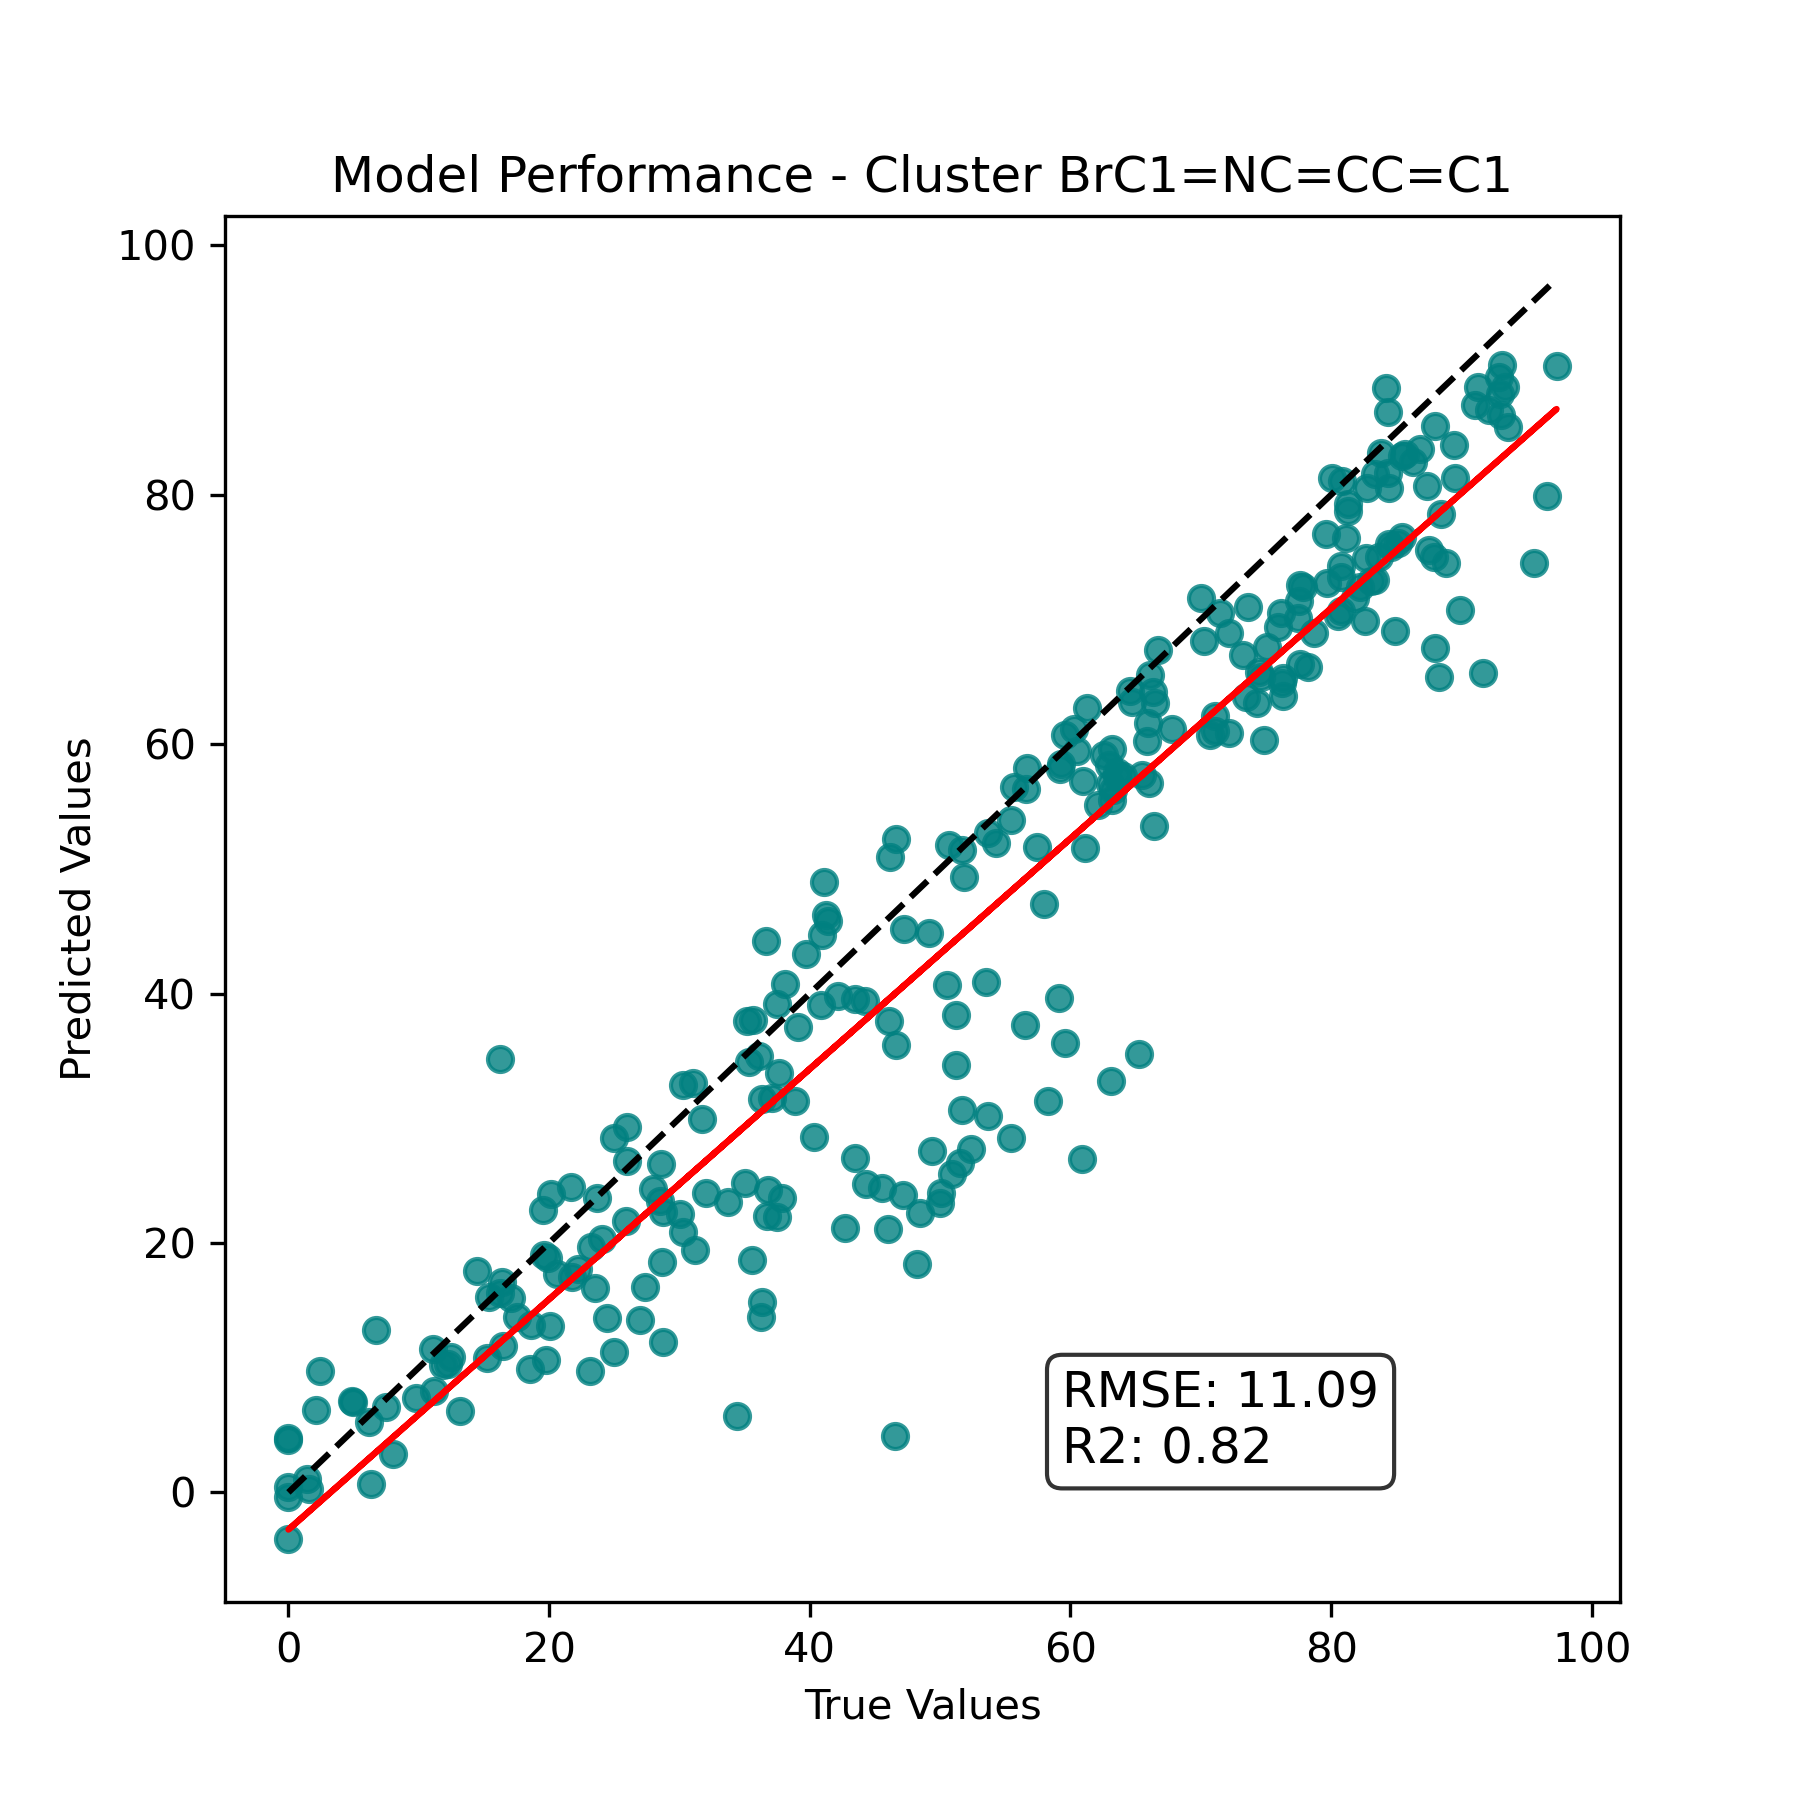 Model Performance - Cluster BrC1=NC=CC=C1
100
80
60
40
20
0
Predicted Values
RMSE: 11.09
R2: 0.82
0 20 40 60 80 100
True Values